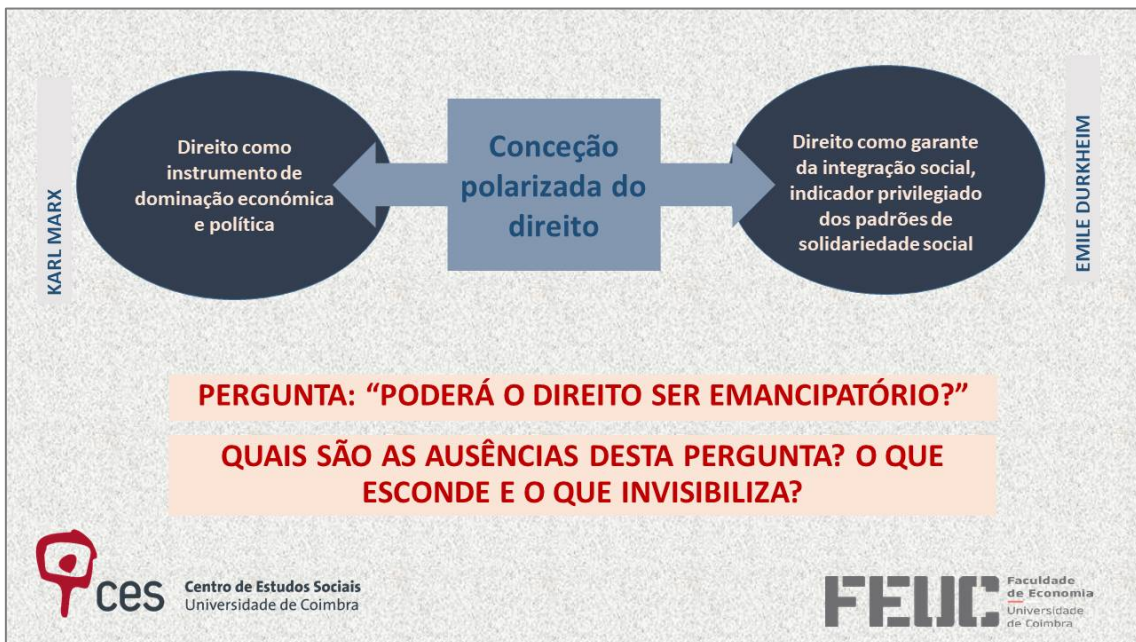 KARL MARX
Direito como
instrumento de
dominação económica
e política
Conceção
polarizada do
direito
Direito como garante
da integração social,
indicador privilegiado
dos padrões de
solidariedade social
EMILE DURKHEIM
PERGUNTA: “PODERÁ O DIREITO SER EMANCIPATÓRIO?”
QUAIS SÃO AS AUSÊNCIAS DESTA PERGUNTA? O QUE
ESCONDE E O QUE INVISIBILIZA?
ces
Centro de Estudos Sociais
Universidade de Coimbra
FEUC
Faculdade
de Economia
Universidade
de Coimbra